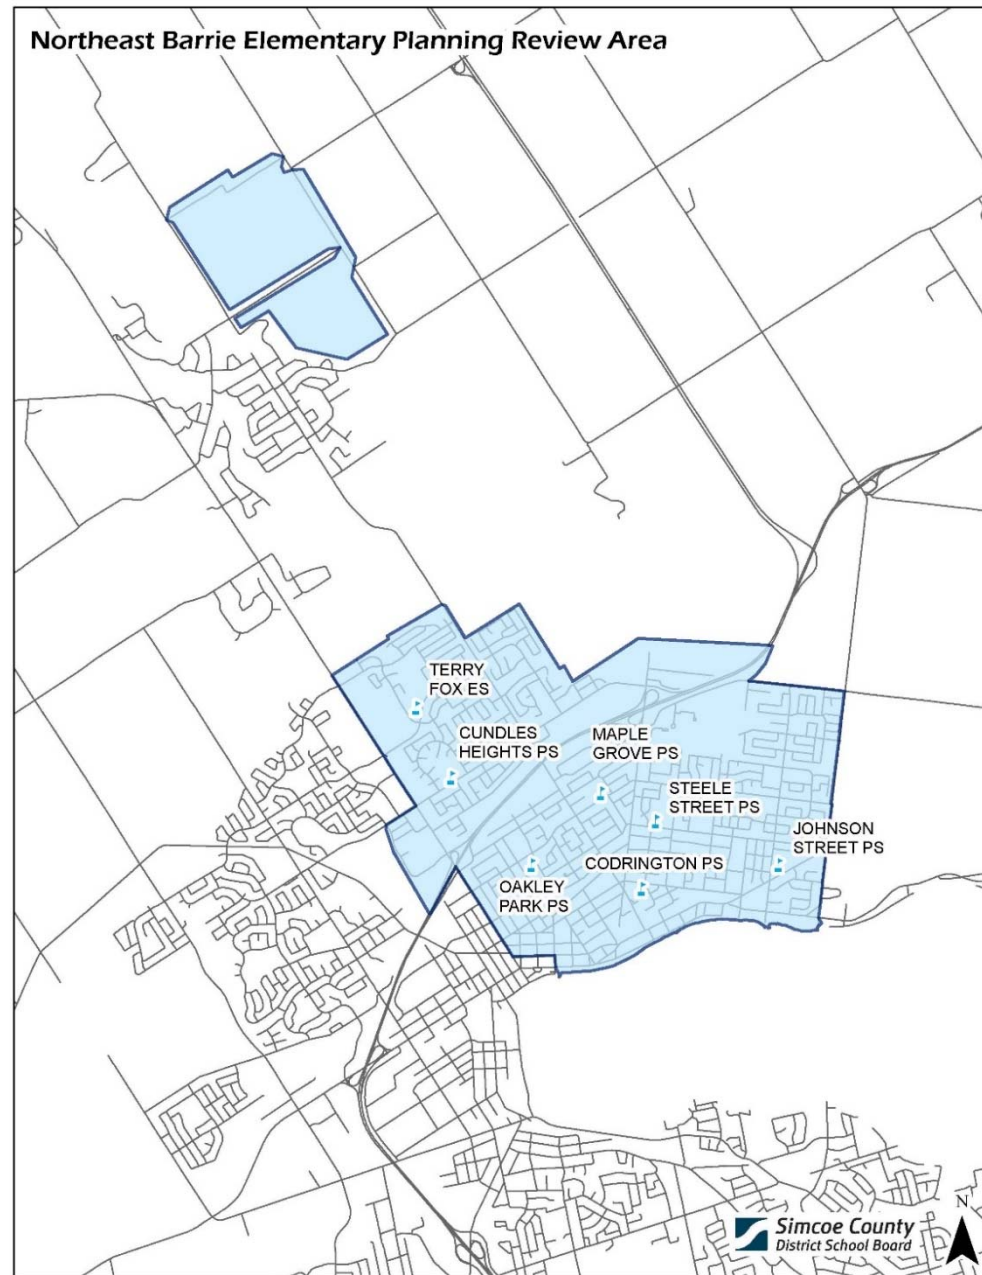 Northeast Barrie Elementary Planning Review Area
TERRY
FOX ES
CUNDLES
HEIGHTS PS
MAPLE
GROVE PS
STEELE
STREET PS
JOHNSON
STREET PS
CODRINGTON PS
OAKLEY
PARK PS
N
Simcoe County
District School Board